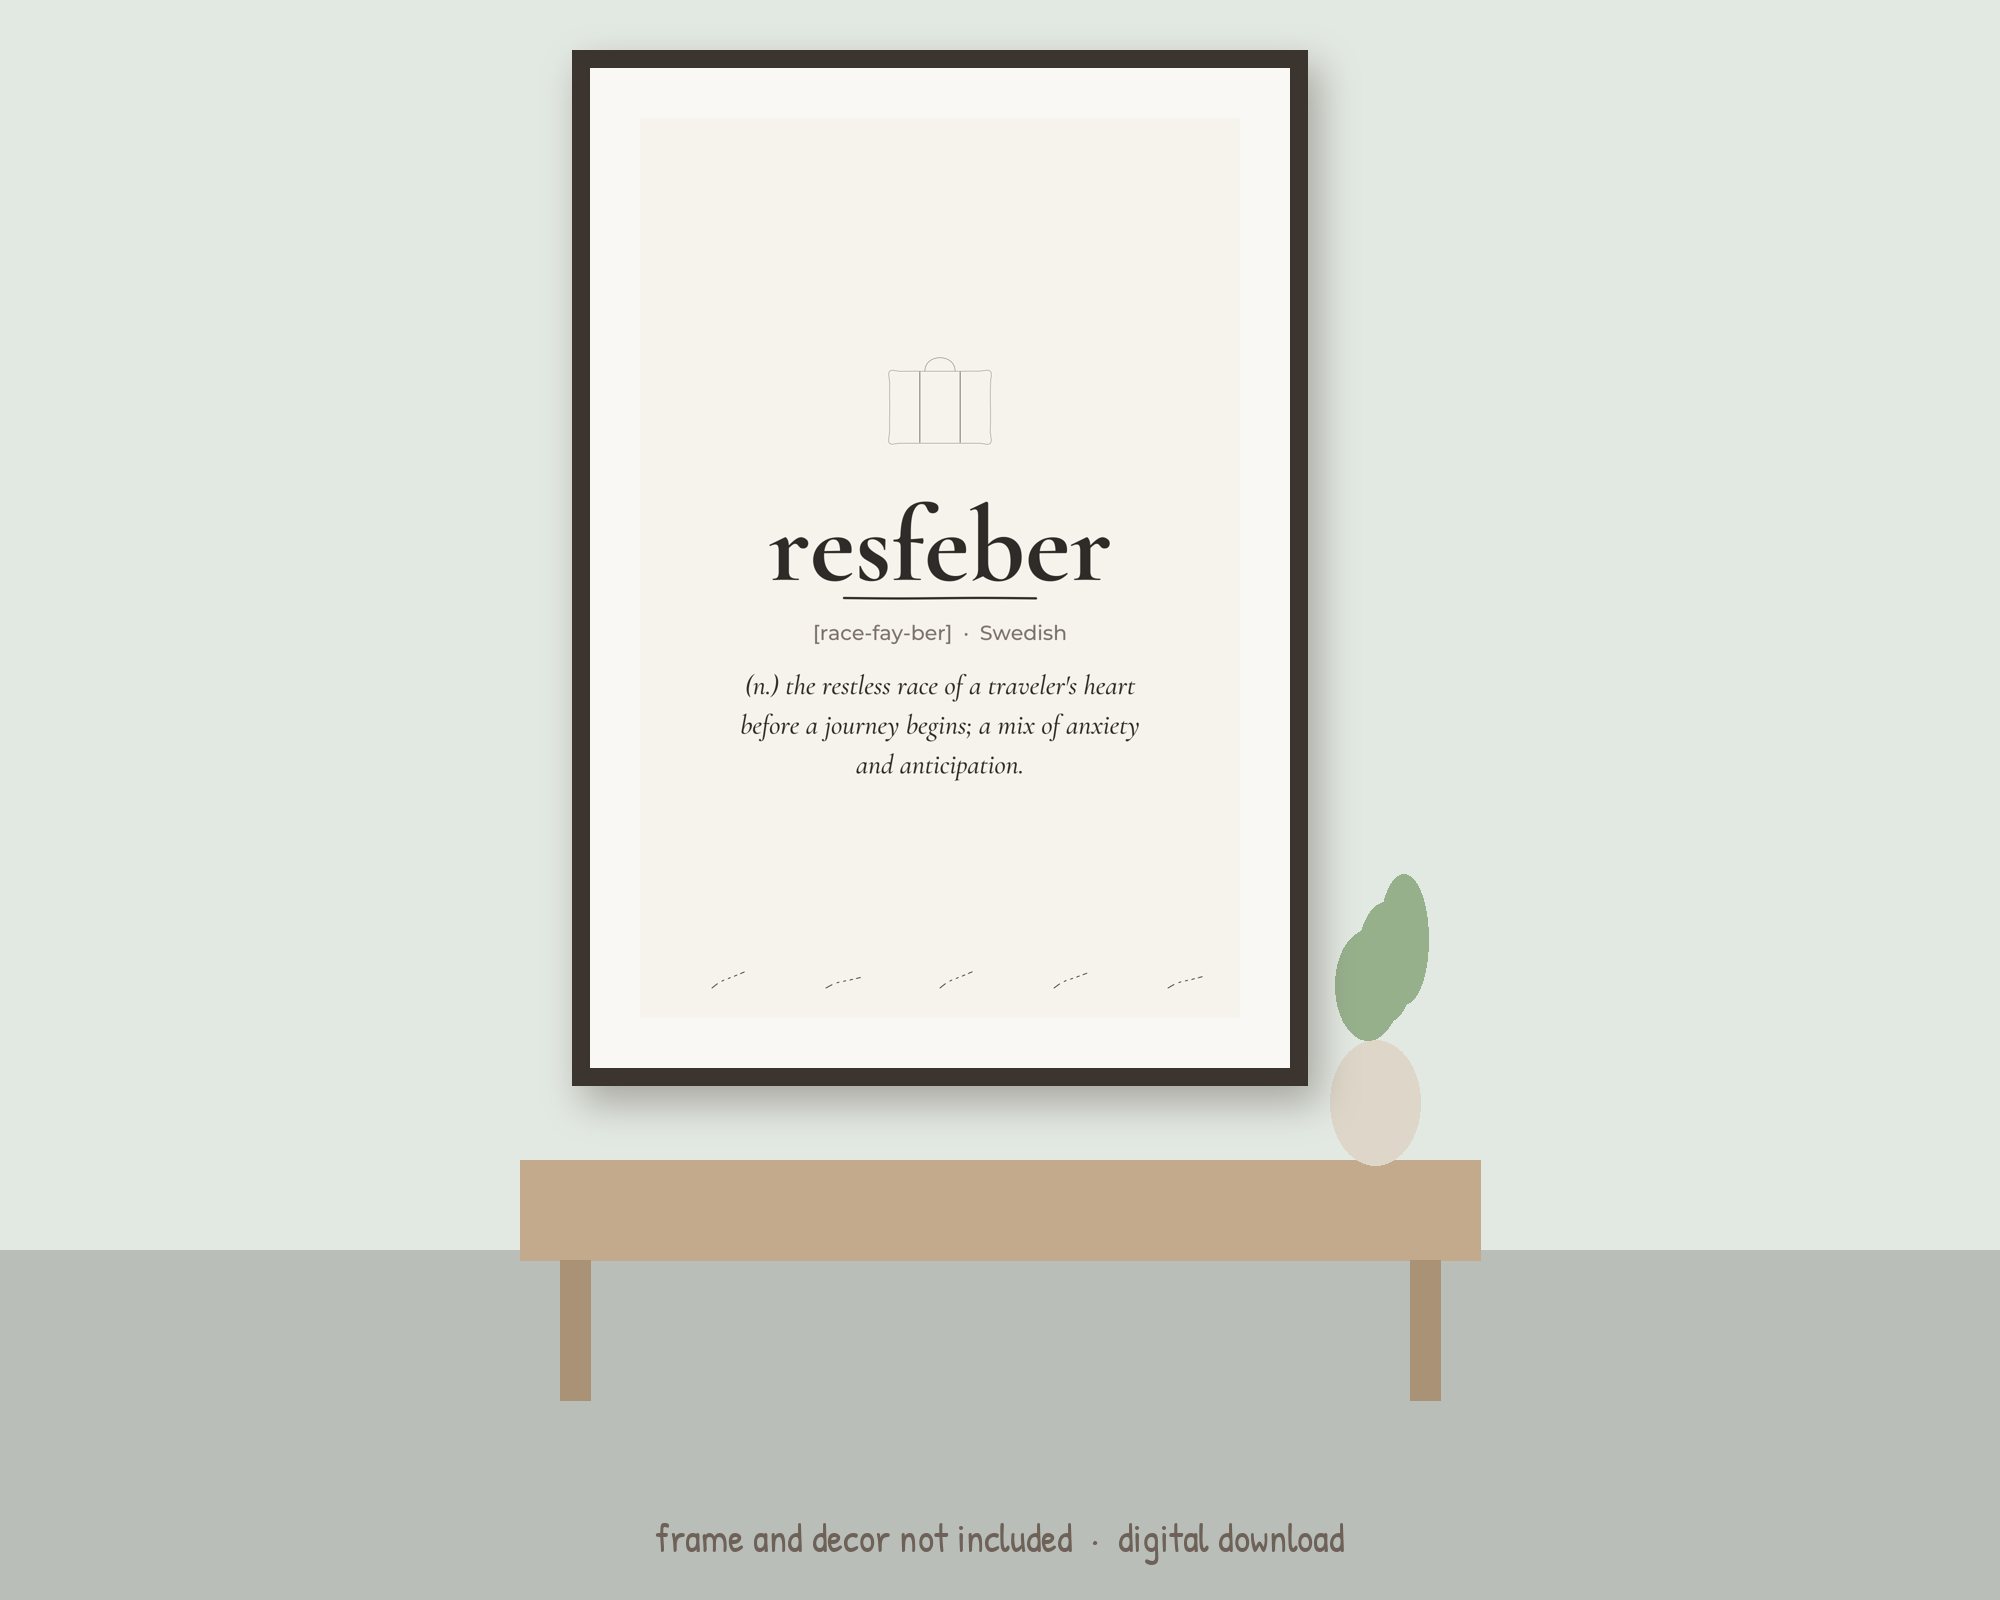 resfeber
[race-fay-ber] · Swedish
(n.) the restless race of a traveler's heart
before a journey begins; a mix of anxiety
and anticipation.
frame and decor not included · digital download